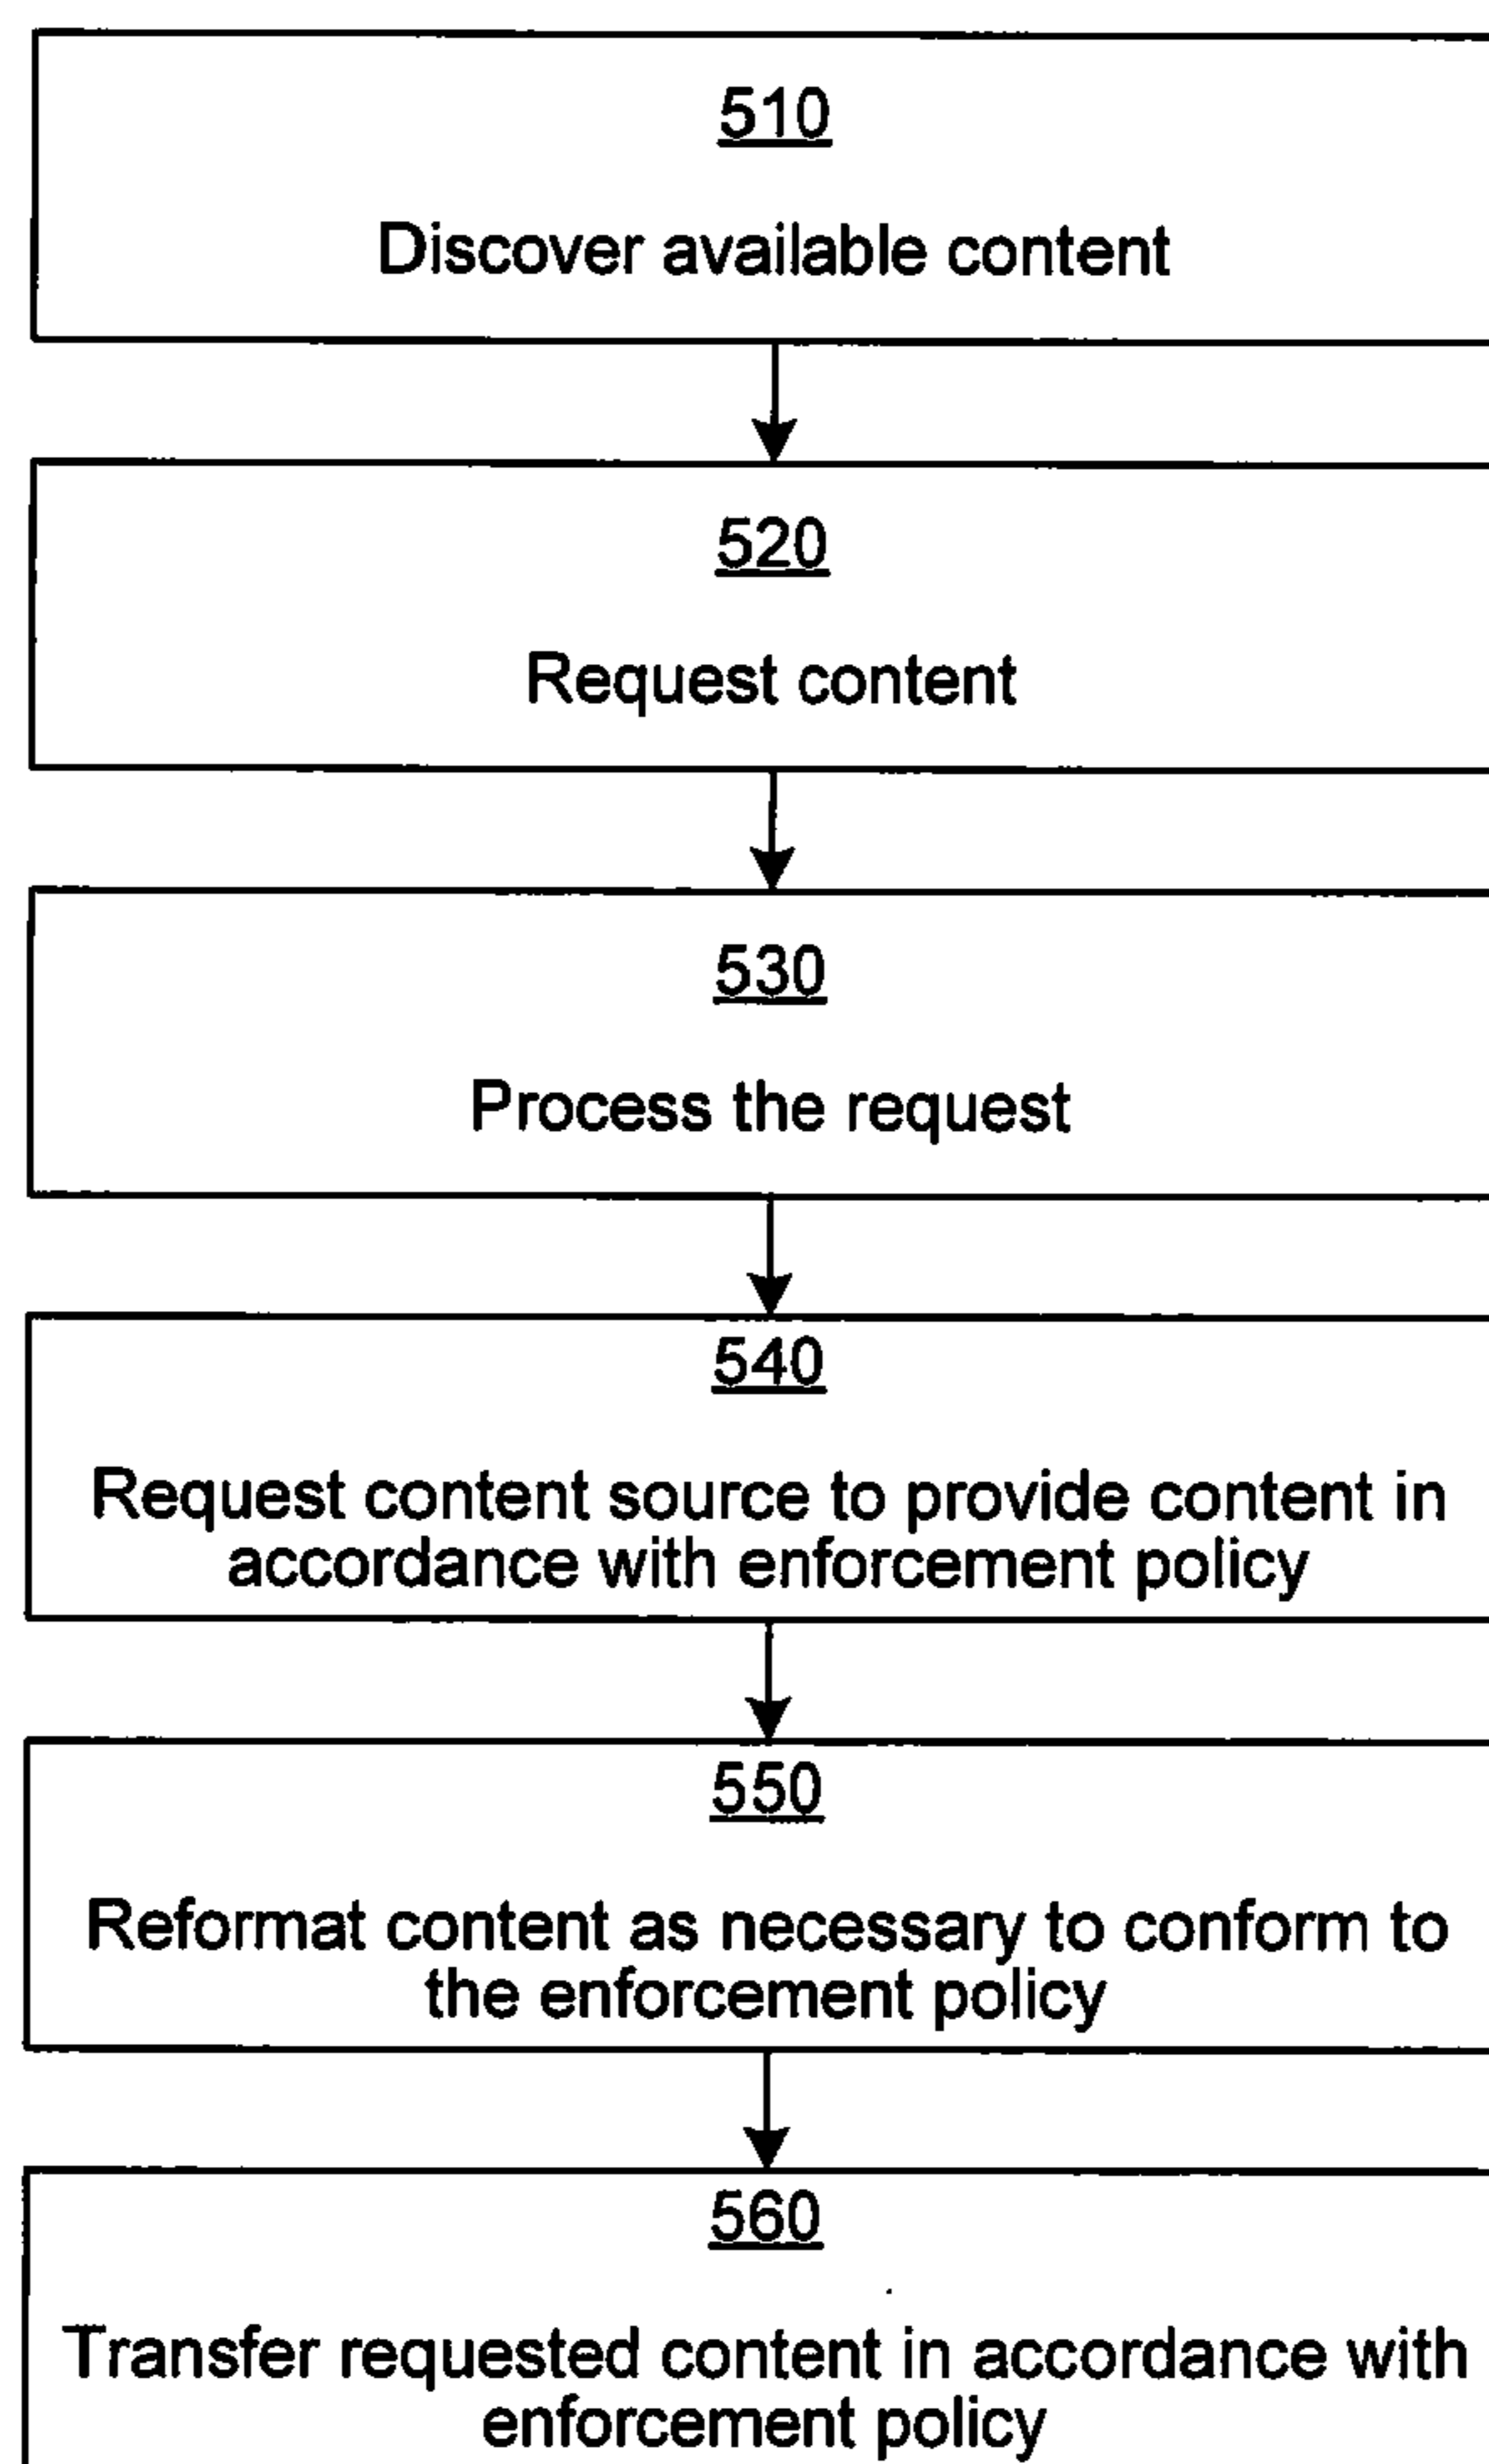 510
Discover available content
520
Request content
530
Process the request
540
Request content source to provide content in
accordance with enforcement policy
550
Reformat content as necessary to conform to
the enforcement policy
560
Transfer requested content in accordance with
enforcement policy